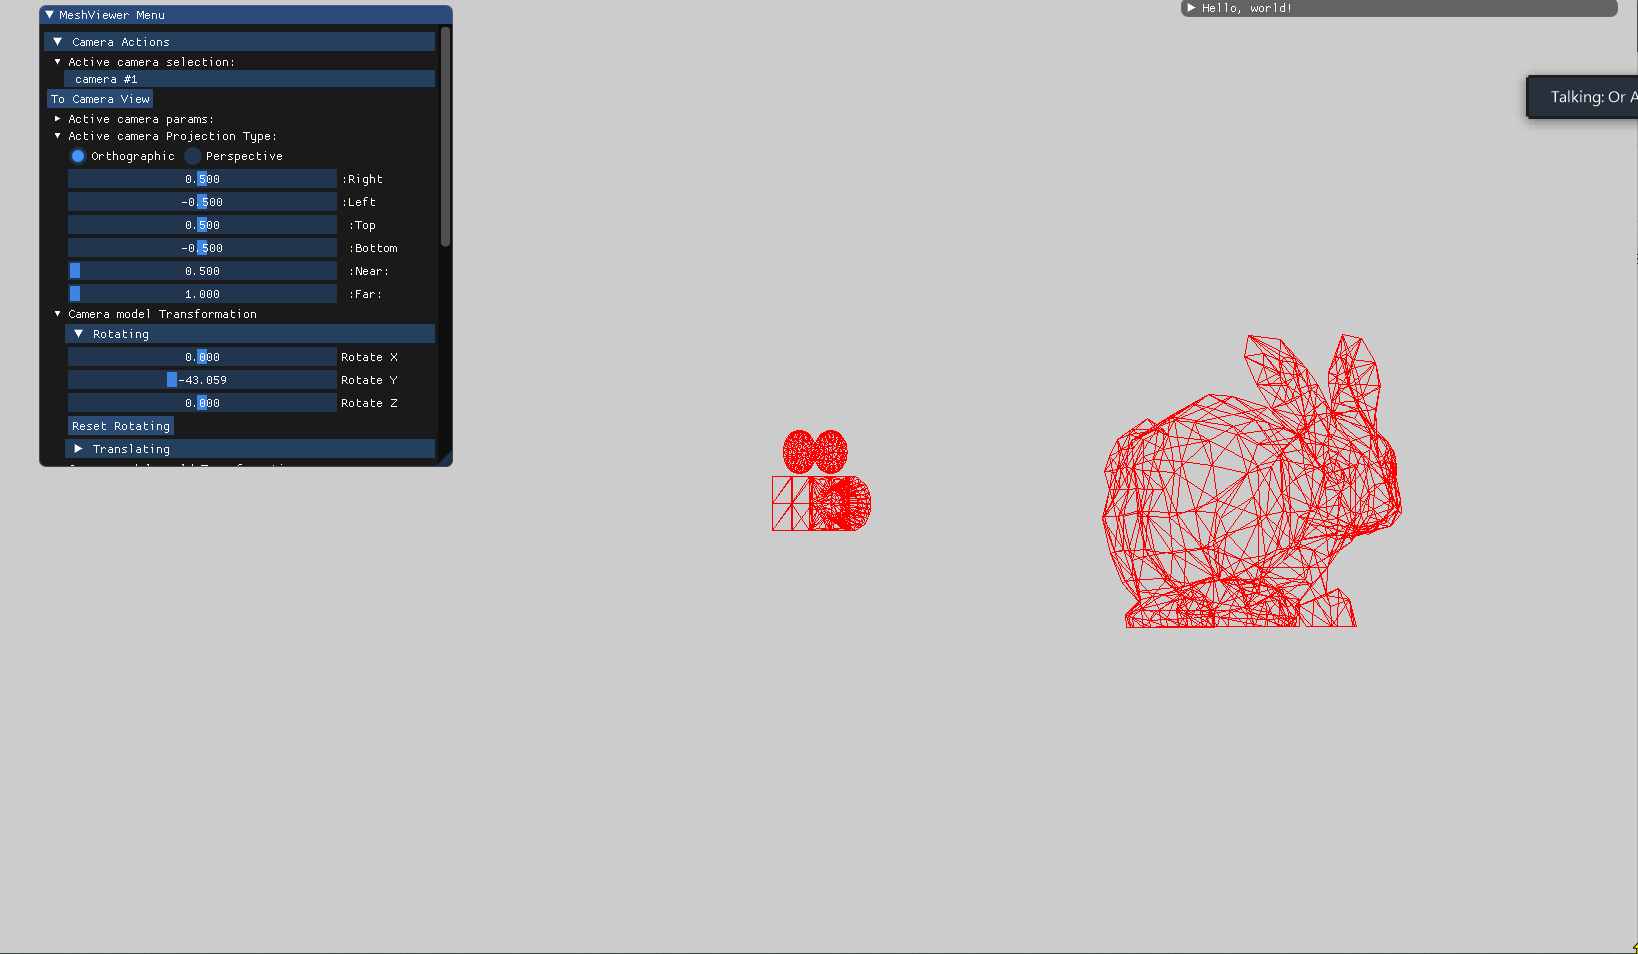 MeshViewer Menu
Hello, world!
Camera Actions
Active camera selection:
camera #1
To Camera View
Talking: Or A
Active camera params:
Active camera Projection Type:
Orthographic Perspective
0.500 :Right
-0.500 :Left
0.500 :Top
-0.500 :Bottom
0.500 :Near:
1.000 :Far:
Camera model Transformation
Rotating
0.000 Rotate X
-43.059 Rotate Y
0.000 Rotate Z
Reset Rotating
Translating